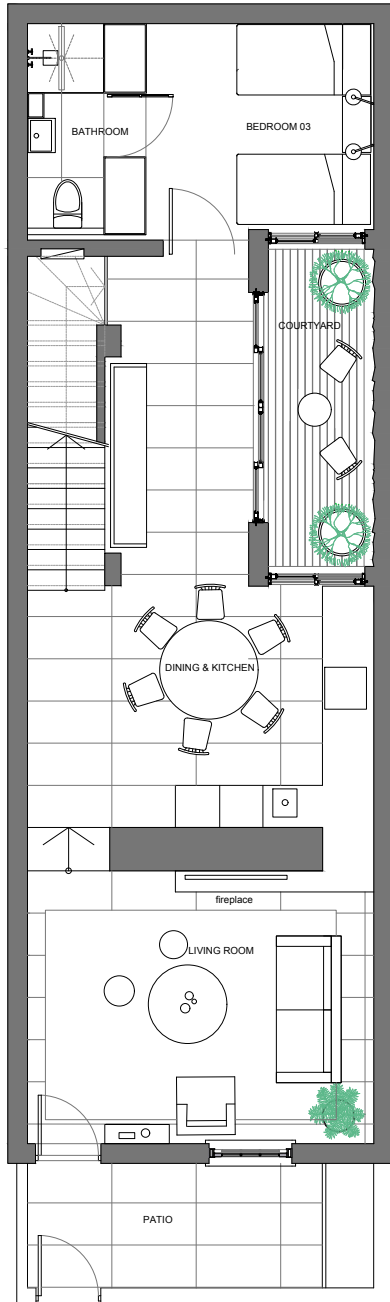 BATHROOM
BEDROOM 03
COURTYARD
DINING & KITCHEN
fireplace
LIVING ROOM
PATIO